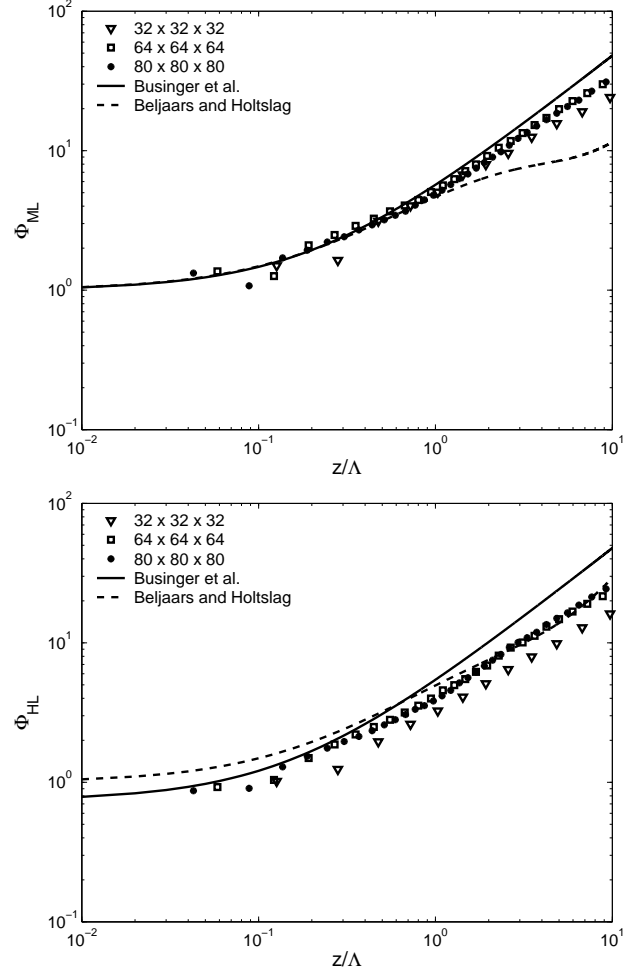 10^2
10^1
10^0
10^-1
Φ_ML
32 x 32 x 32
64 x 64 x 64
80 x 80 x 80
Businger et al.
Beljaars and Holtslag
10^-2 10^-1 10^0 10^1
z/Λ
10^2
10^1
10^0
10^-1
Φ_HL
32 x 32 x 32
64 x 64 x 64
80 x 80 x 80
Businger et al.
Beljaars and Holtslag
10^-2 10^-1 10^0 10^1
z/Λ